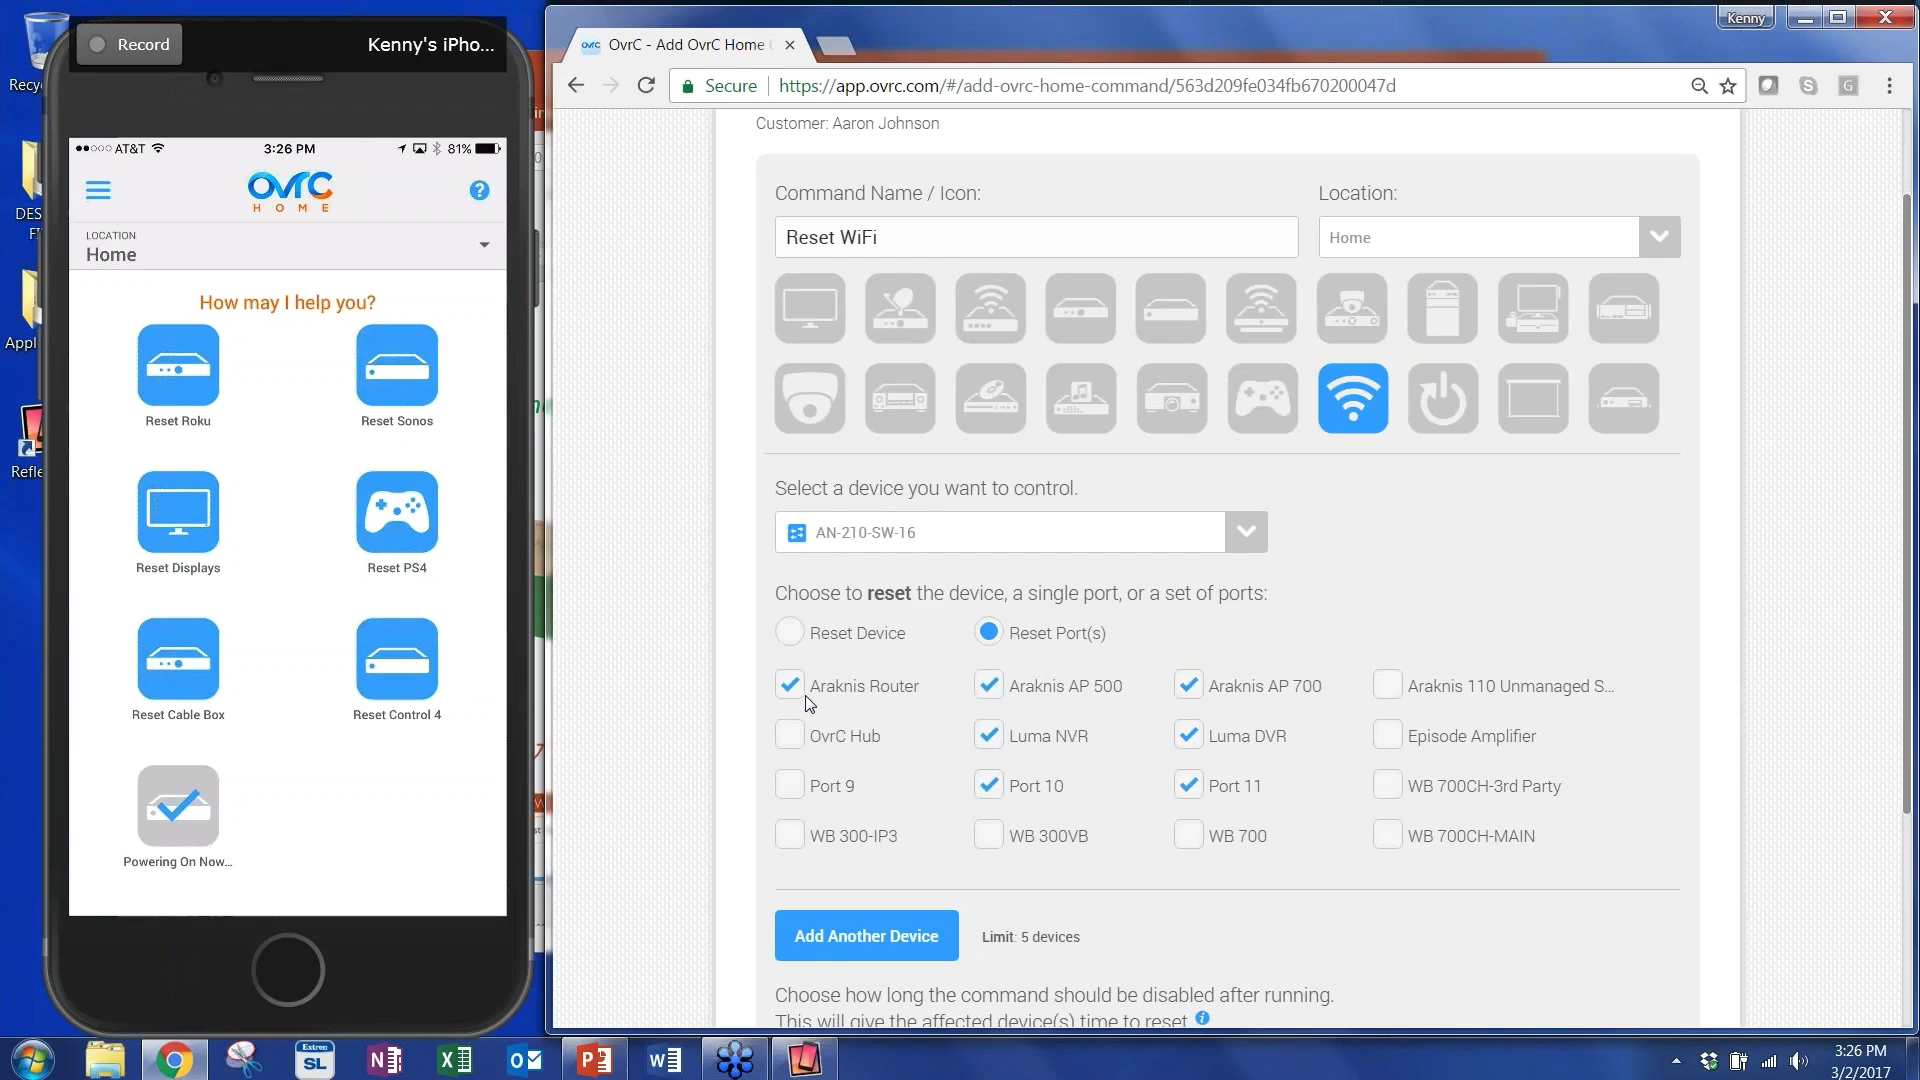 Record
Kenny's iPho...
Recy
DES
FI
Appl
Refle
AT&T
3:26 PM
81%
OvrC
HOME
LOCATION
Home
How may I help you?
Reset Roku
Reset Sonos
Reset Displays
Reset PS4
Reset Cable Box
Reset Control 4
Powering On Now...
Kenny
OvrC - Add OvrC Home
Secure
https://app.ovrc.com/#/add-ovrc-home-command/563d209fe034fb670200047d
Customer: Aaron Johnson
Command Name / Icon:
Location:
Reset WiFi
Home
Select a device you want to control.
AN-210-SW-16
Choose to reset the device, a single port, or a set of ports:
Reset Device
Reset Port(s)
Araknis Router
Araknis AP 500
Araknis AP 700
Araknis 110 Unmanaged S...
OvrC Hub
Luma NVR
Luma DVR
Episode Amplifier
Port 9
Port 10
Port 11
WB 700CH-3rd Party
WB 300-IP3
WB 300VB
WB 700
WB 700CH-MAIN
Add Another Device
Limit: 5 devices
Choose how long the command should be disabled after running.
This will give the affected device(s) time to reset
Extron
SL
3:26 PM
3/2/2017